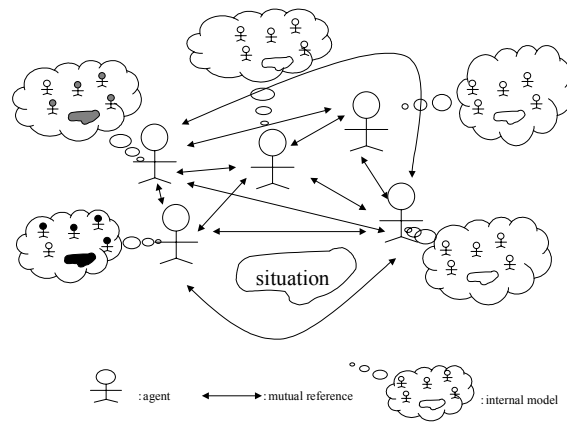 situation
: agent
: mutual reference
: internal model